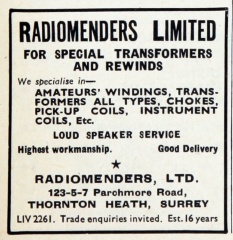 RADIOMENDERS LIMITED
FOR SPECIAL TRANSFORMERS
AND REWINDS
We specialise in—
AMATEURS' WINDINGS, TRANS-
FORMERS ALL TYPES, CHOKES,
PICK-UP COILS, INSTRUMENT
COILS, Etc.
LOUD SPEAKER SERVICE
Highest workmanship. Good Delivery
★
RADIOMENDERS, LTD.
123-5-7 Parchmore Road,
THORNTON HEATH, SURREY
LIV 2261. Trade enquiries invited. Est. 16 years